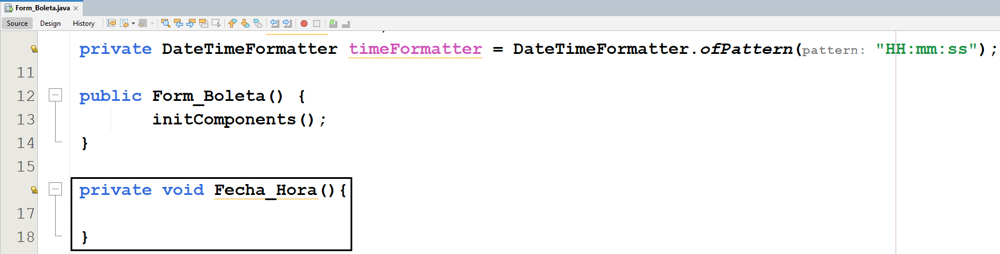 Form_Boleta.java
Source Design History
private DateTimeFormatter timeFormatter = DateTimeFormatter.ofPattern(pattern: "HH:mm:ss");
11
12 public Form_Boleta() {
13 initComponents();
14 }
15
private void Fecha_Hora(){
17
18 }